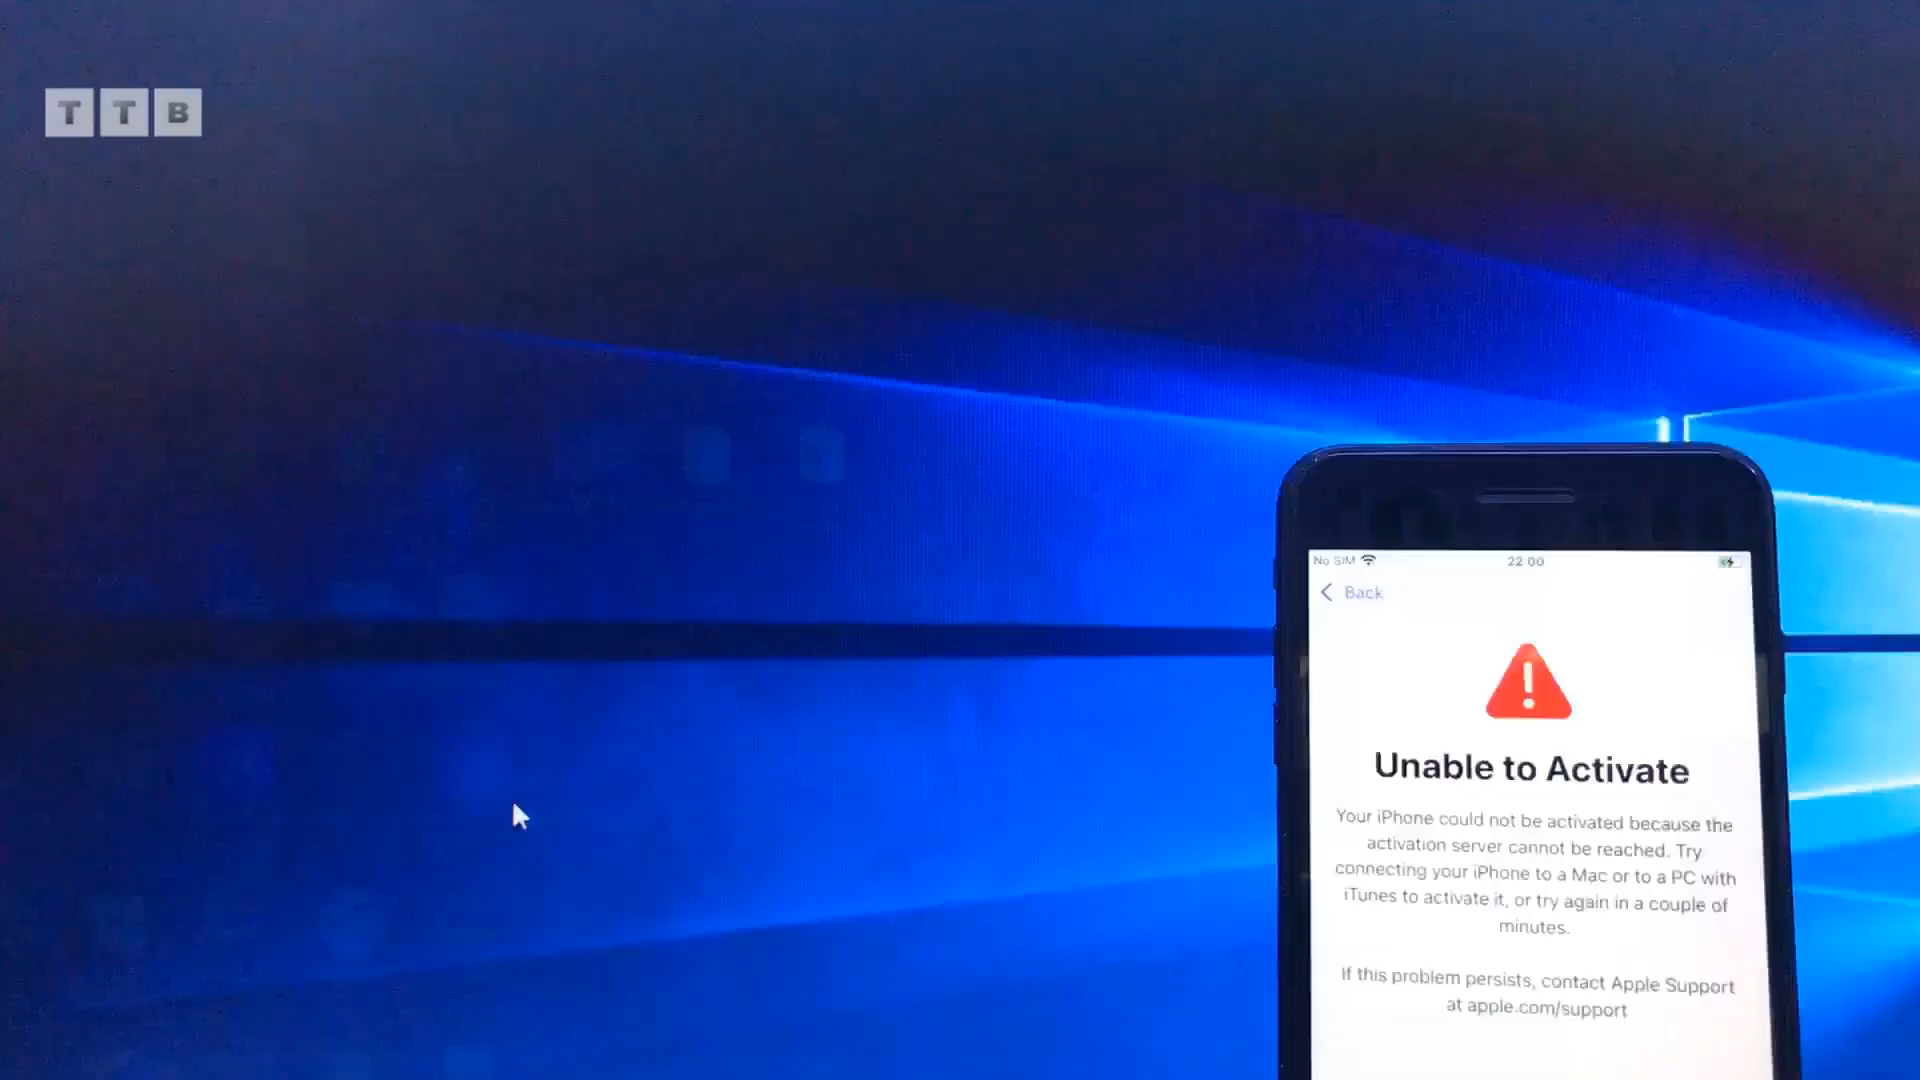 TTB
No SIM 22 00
Back
Unable to Activate
Your iPhone could not be activated because the
activation server cannot be reached. Try
connecting your iPhone to a Mac or to a PC with
iTunes to activate it, or try again in a couple of
minutes.
If this problem persists, contact Apple Support
at apple.com/support